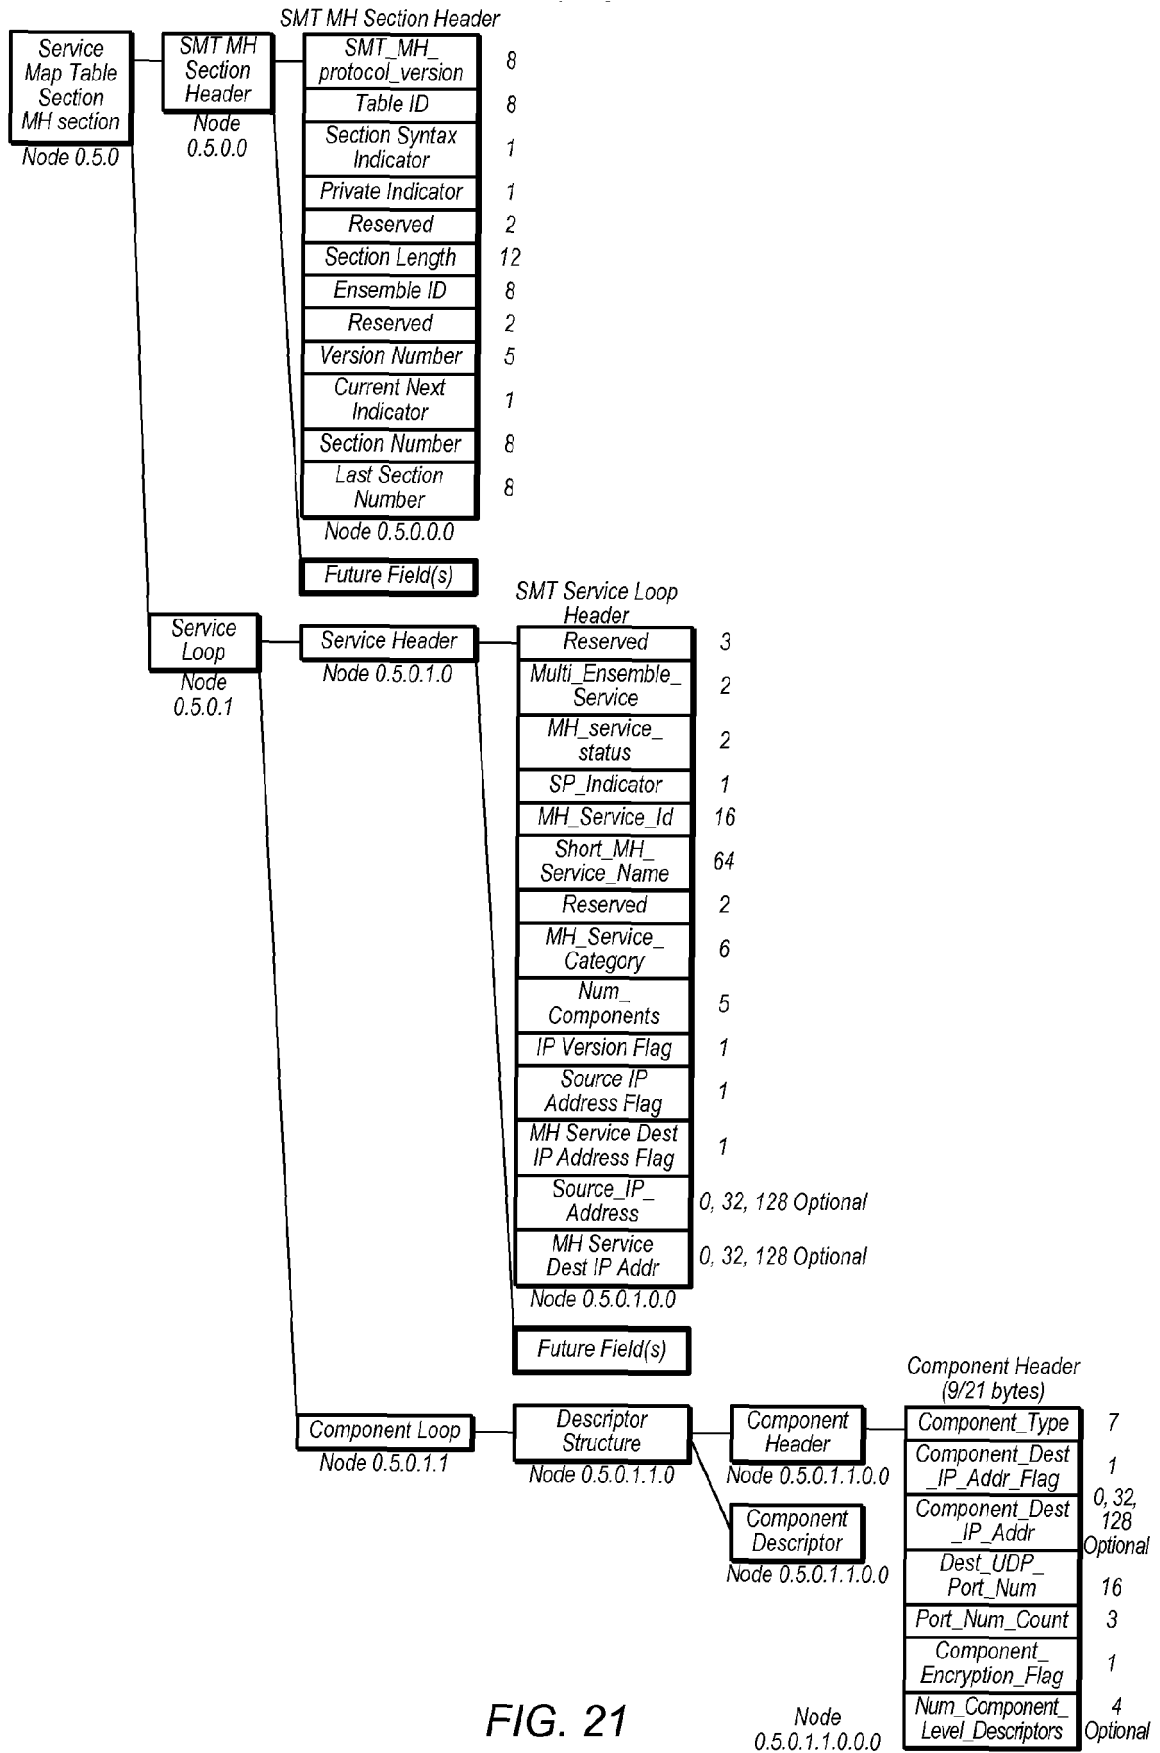 SMT MH Section Header
Service
Map Table
Section
MH section
Node 0.5.0
SMT MH
Section
Header
Node
0.5.0.0
SMT_MH_
protocol_version
8
Table ID
8
Section Syntax
Indicator
1
Private Indicator
1
Reserved
2
Section Length
12
Ensemble ID
8
Reserved
2
Version Number
5
Current Next
Indicator
1
Section Number
8
Last Section
Number
8
Node 0.5.0.0.0
Future Field(s)
Service
Loop
Node
0.5.0.1
Service Header
Node 0.5.0.1.0
SMT Service Loop
Header
Reserved
3
Multi_Ensemble_
Service
2
MH_service_
status
2
SP_Indicator
1
MH_Service_Id
16
Short_MH_
Service_Name
64
Reserved
2
MH_Service_
Category
6
Num_
Components
5
IP Version Flag
1
Source IP
Address Flag
1
MH Service Dest
IP Address Flag
1
Source_IP_
Address
0, 32, 128 Optional
MH Service
Dest IP Addr
0, 32, 128 Optional
Node 0.5.0.1.0.0
Future Field(s)
Component Loop
Node 0.5.0.1.1
Descriptor
Structure
Node 0.5.0.1.1.0
Component
Header
Node 0.5.0.1.1.0.0
Component
Descriptor
Node 0.5.0.1.1.0.0
Component Header
(9/21 bytes)
Component_Type
7
Component_Dest
_IP_Addr_Flag
1
Component_Dest
_IP_Addr
0, 32,
128
Optional
Dest_UDP_
Port_Num
16
Port_Num_Count
3
Component_
Encryption_Flag
1
Num_Component_
Level_Descriptors
4
Optional
Node
0.5.0.1.1.0.0.0
FIG. 21